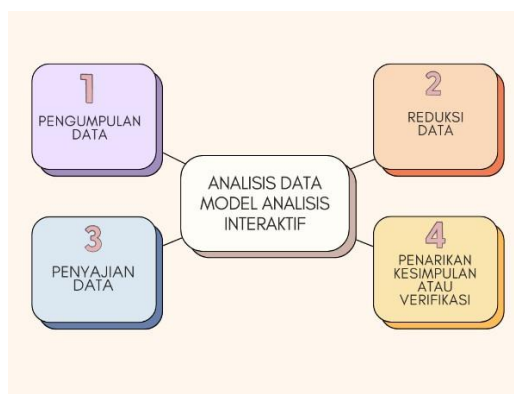 1
PENGUMPULAN
DATA
2
REDUKSI
DATA
ANALISIS DATA
MODEL ANALISIS
INTERAKTIF
3
PENYAJIAN
DATA
4
PENARIKAN
KESIMPULAN
ATAU
VERIFIKASI